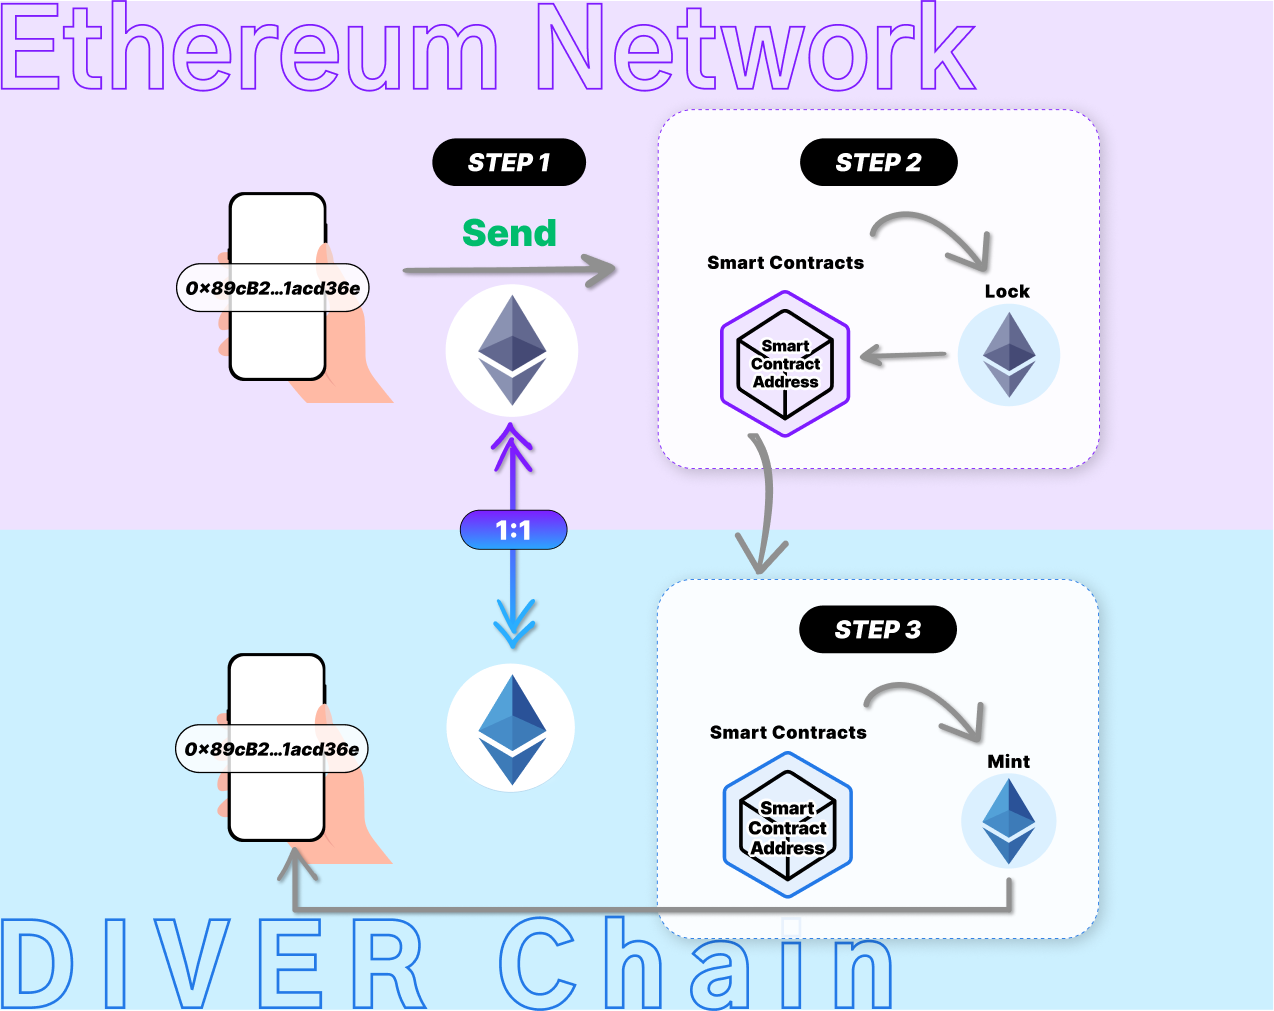 Ethereum Network
STEP 1
STEP 2
Send
Smart Contracts
0×89cB2...1acd36e
Lock
Smart
Contract
Address
1:1
STEP 3
Smart Contracts
0×89cB2...1acd36e
Mint
Smart
Contract
Address
DIVER Chain